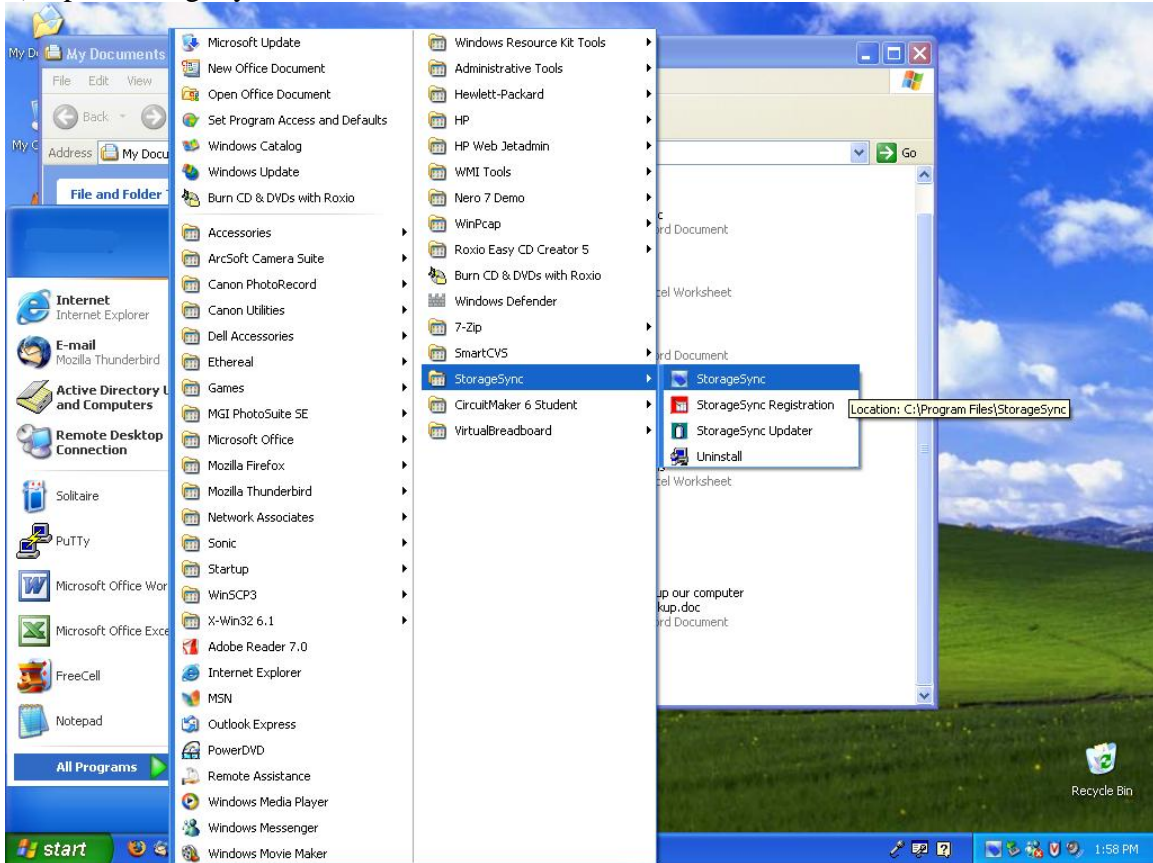 My Documents
File Edit View
Back
Address My Docu
Go
File and Folder
Internet
Internet Explorer
E-mail
Mozilla Thunderbird
Active Directory U
and Computers
Remote Desktop
Connection
Solitaire
PuTTy
Microsoft Office Wor
Microsoft Office Exce
FreeCell
Notepad
All Programs
Microsoft Update
New Office Document
Open Office Document
Set Program Access and Defaults
Windows Catalog
Windows Update
Burn CD & DVDs with Roxio
Accessories
ArcSoft Camera Suite
Canon PhotoRecord
Canon Utilities
Dell Accessories
Ethereal
Games
MGI PhotoSuite SE
Microsoft Office
Mozilla Firefox
Mozilla Thunderbird
Network Associates
Sonic
Startup
WinSCP3
X-Win32 6.1
Adobe Reader 7.0
Internet Explorer
MSN
Outlook Express
PowerDVD
Remote Assistance
Windows Media Player
Windows Messenger
Windows Movie Maker
Windows Resource Kit Tools
Administrative Tools
Hewlett-Packard
HP
HP Web Jetadmin
WMI Tools
Nero 7 Demo
WinPcap
Roxio Easy CD Creator 5
Burn CD & DVDs with Roxio
Windows Defender
7-Zip
SmartCVS
StorageSync
CircuitMaker 6 Student
VirtualBreadboard
StorageSync
StorageSync Registration
StorageSync Updater
Uninstall
Location: C:\Program Files\StorageSync
c
rd Document
cel Worksheet
rd Document
cel Worksheet
up our computer
kup.doc
rd Document
Recycle Bin
start
1:58 PM